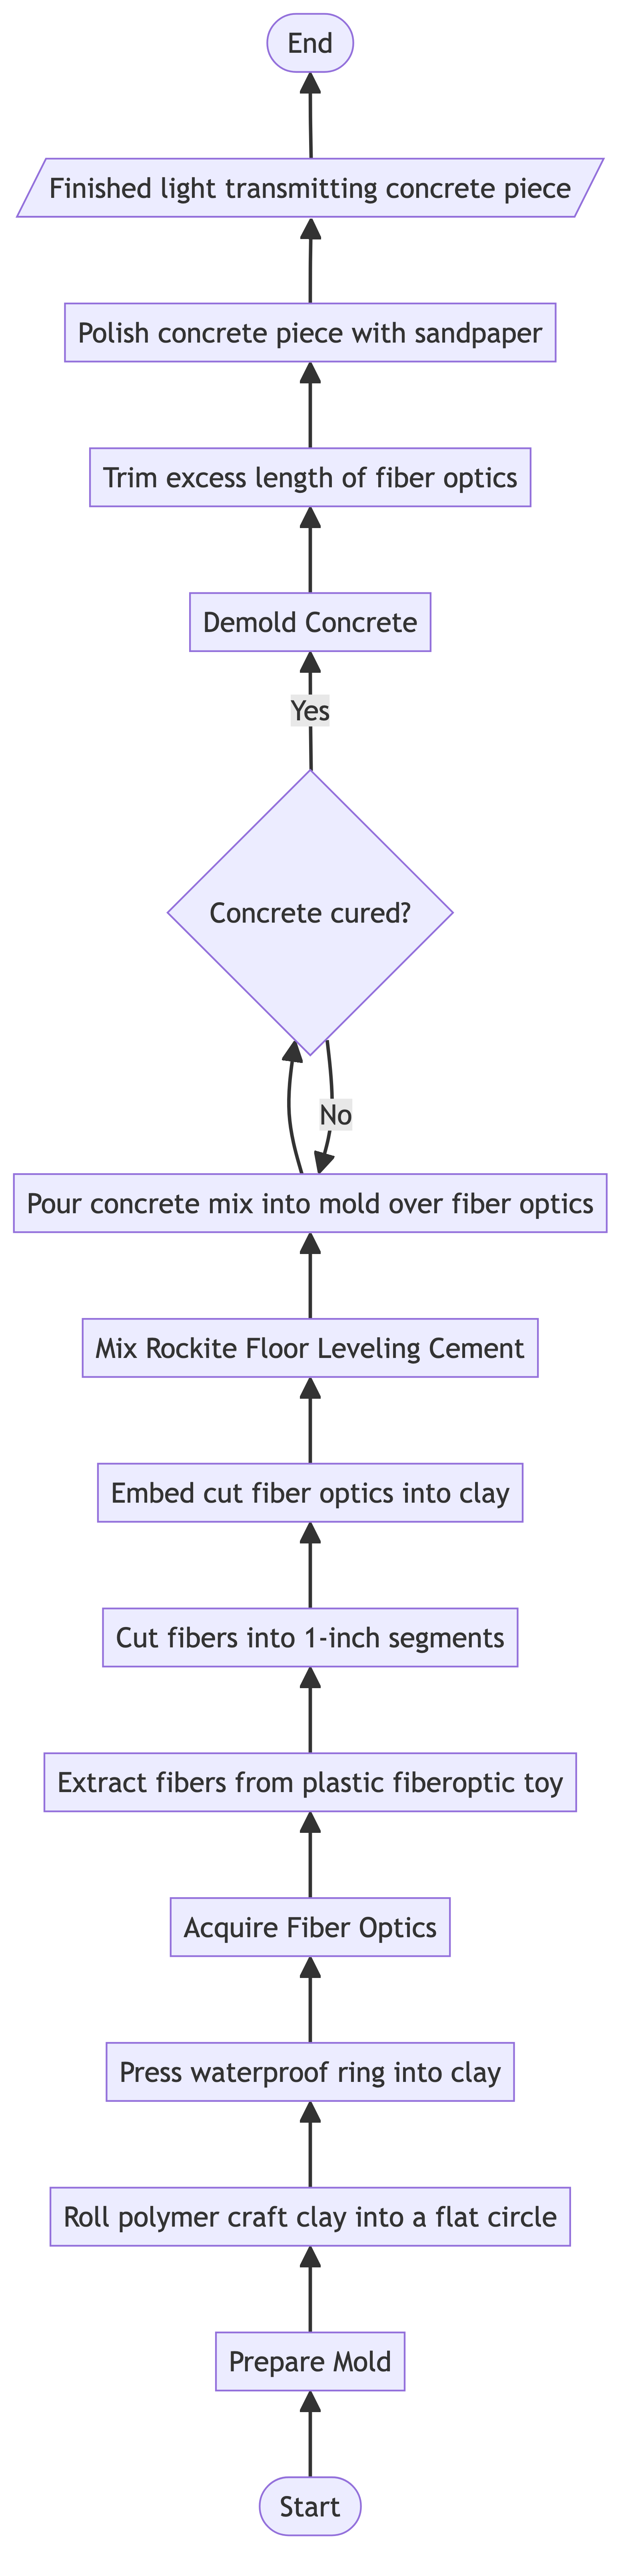 End
Finished light transmitting concrete piece
Polish concrete piece with sandpaper
Trim excess length of fiber optics
Demold Concrete
Yes
Concrete cured?
No
Pour concrete mix into mold over fiber optics
Mix Rockite Floor Leveling Cement
Embed cut fiber optics into clay
Cut fibers into 1-inch segments
Extract fibers from plastic fiberoptic toy
Acquire Fiber Optics
Press waterproof ring into clay
Roll polymer craft clay into a flat circle
Prepare Mold
Start